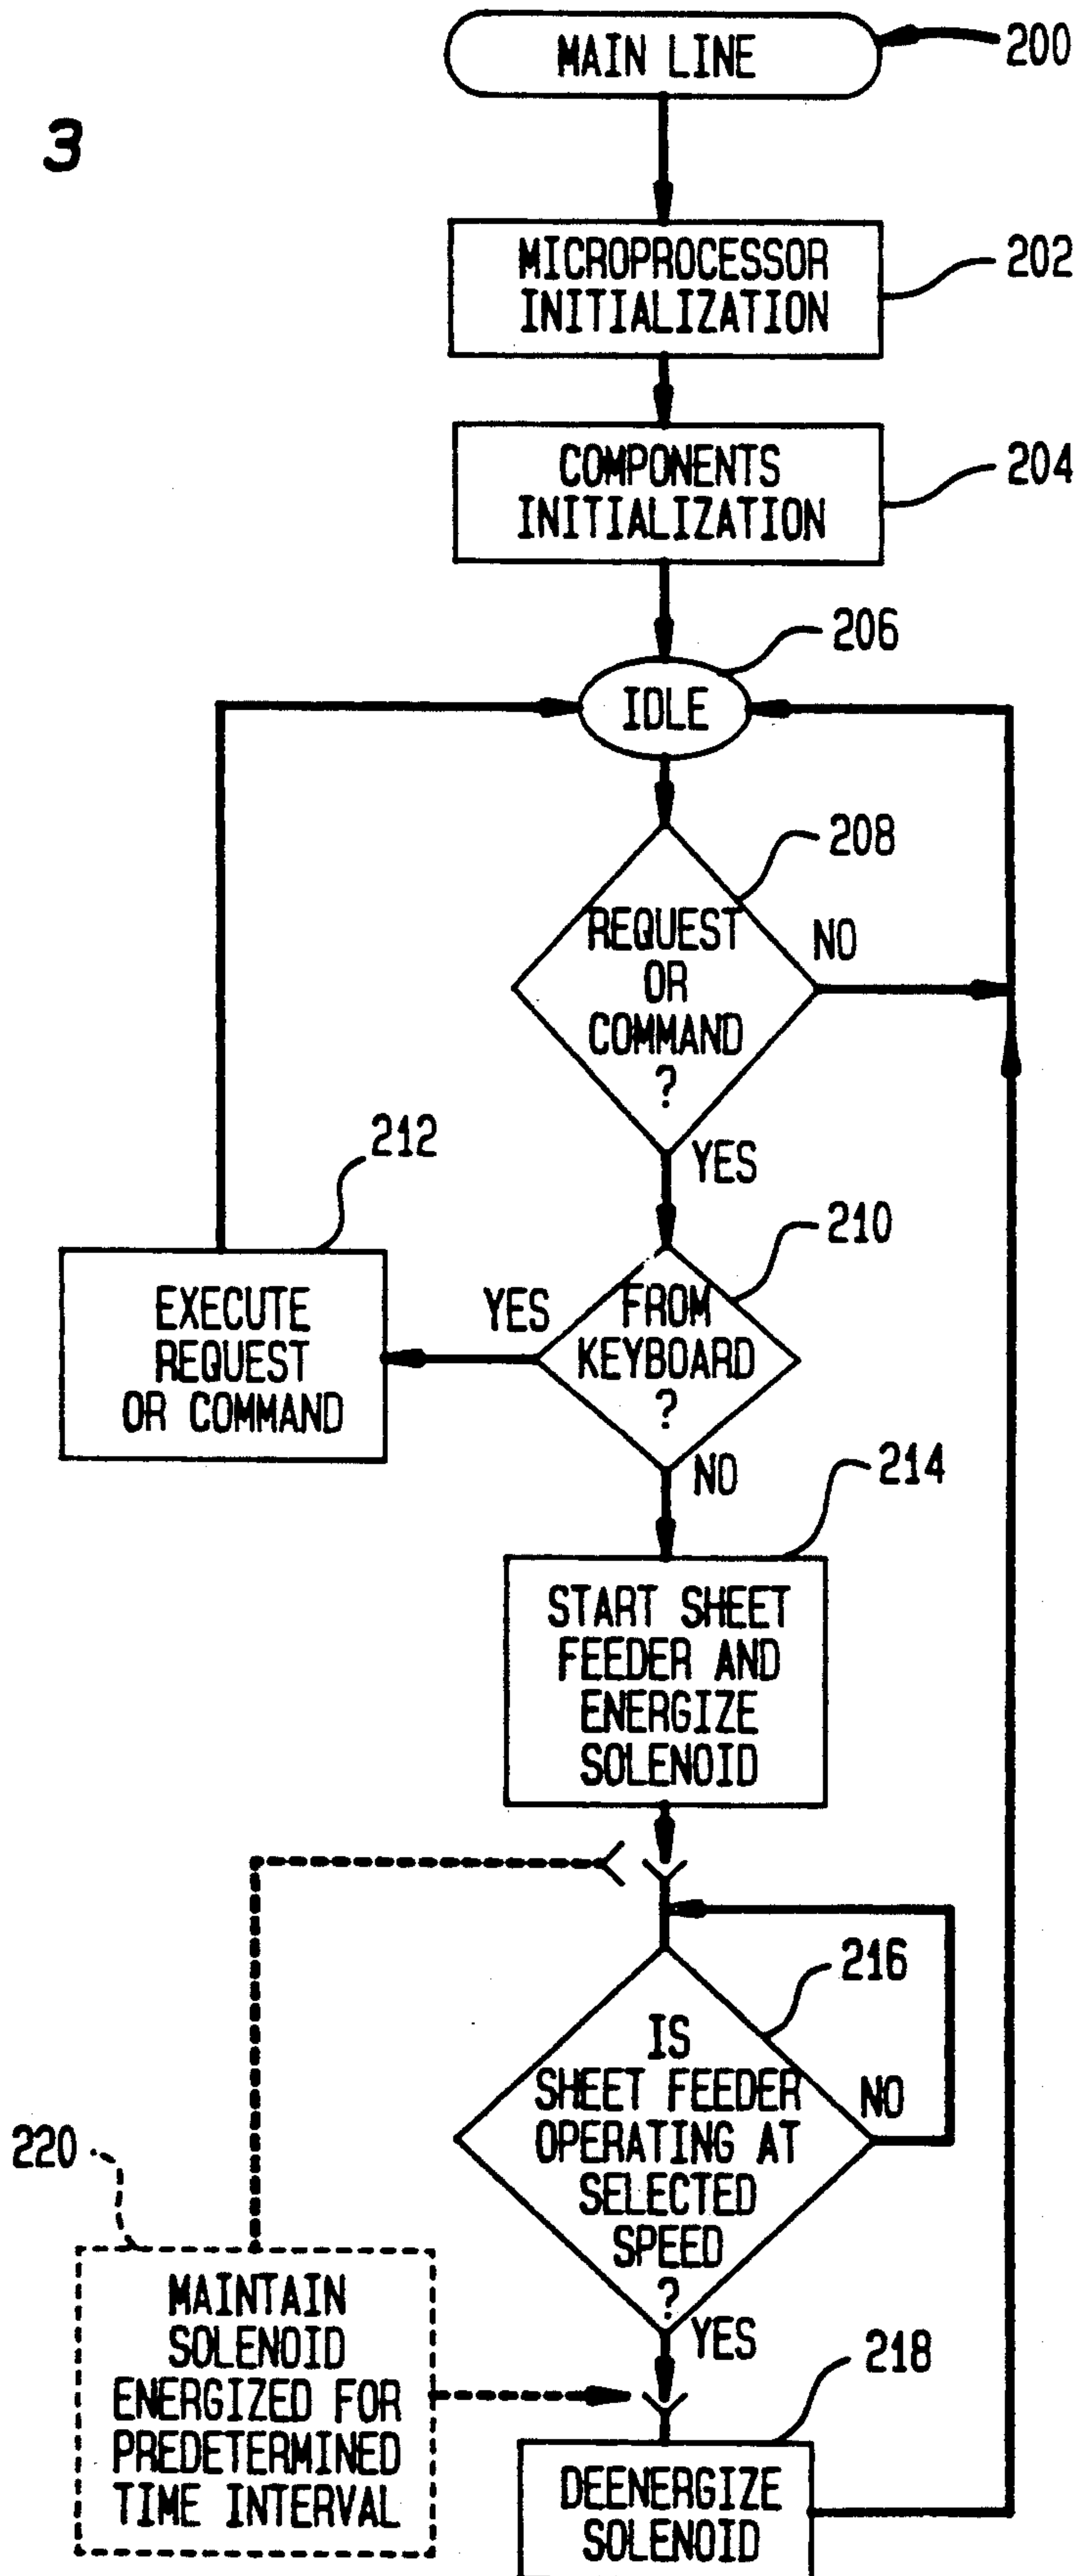 3
MAIN LINE
200
MICROPROCESSOR
INITIALIZATION
202
COMPONENTS
INITIALIZATION
204
206
IDLE
208
REQUEST
OR
COMMAND
?
NO
YES
212
210
EXECUTE
REQUEST
OR COMMAND
YES
FROM
KEYBOARD
?
NO
214
START SHEET
FEEDER AND
ENERGIZE
SOLENOID
216
IS
SHEET FEEDER
OPERATING AT
SELECTED
SPEED
?
NO
YES
220
MAINTAIN
SOLENOID
ENERGIZED FOR
PREDETERMINED
TIME INTERVAL
218
DEENERGIZE
SOLENOID